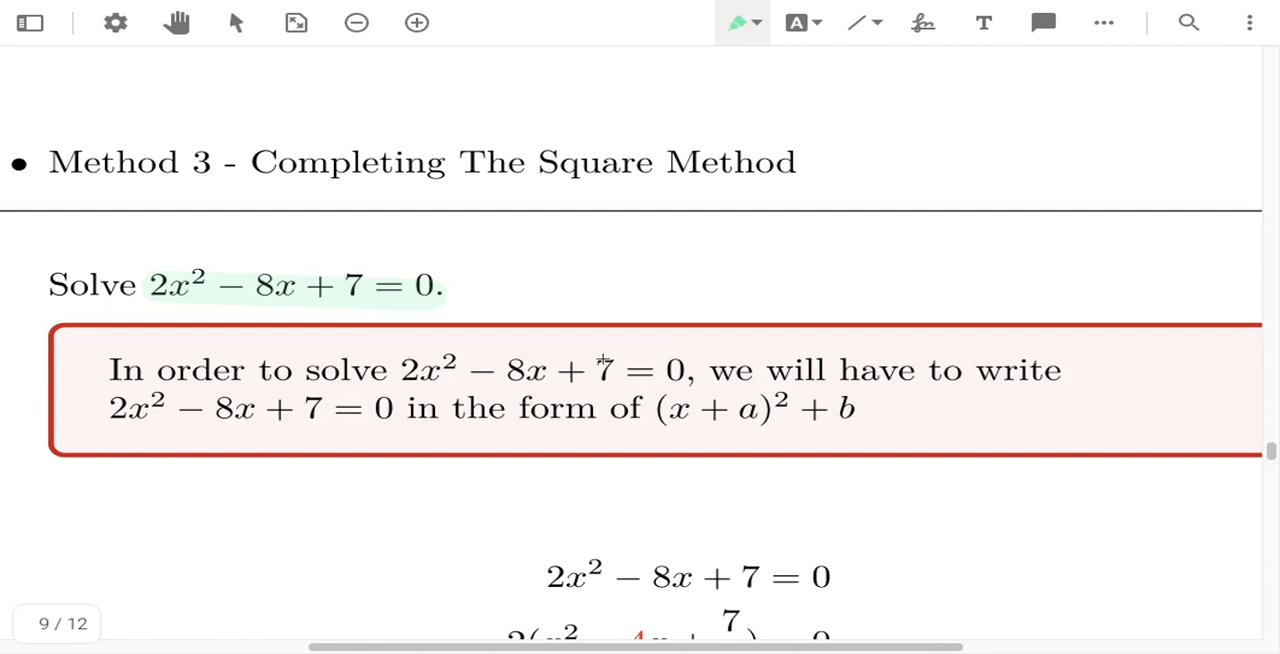 • Method 3 - Completing The Square Method
Solve 2x² − 8x + 7 = 0.
In order to solve 2x² − 8x + 7 = 0, we will have to write
2x² − 8x + 7 = 0 in the form of (x + a)² + b
2x² − 8x + 7 = 0
7
9 / 12